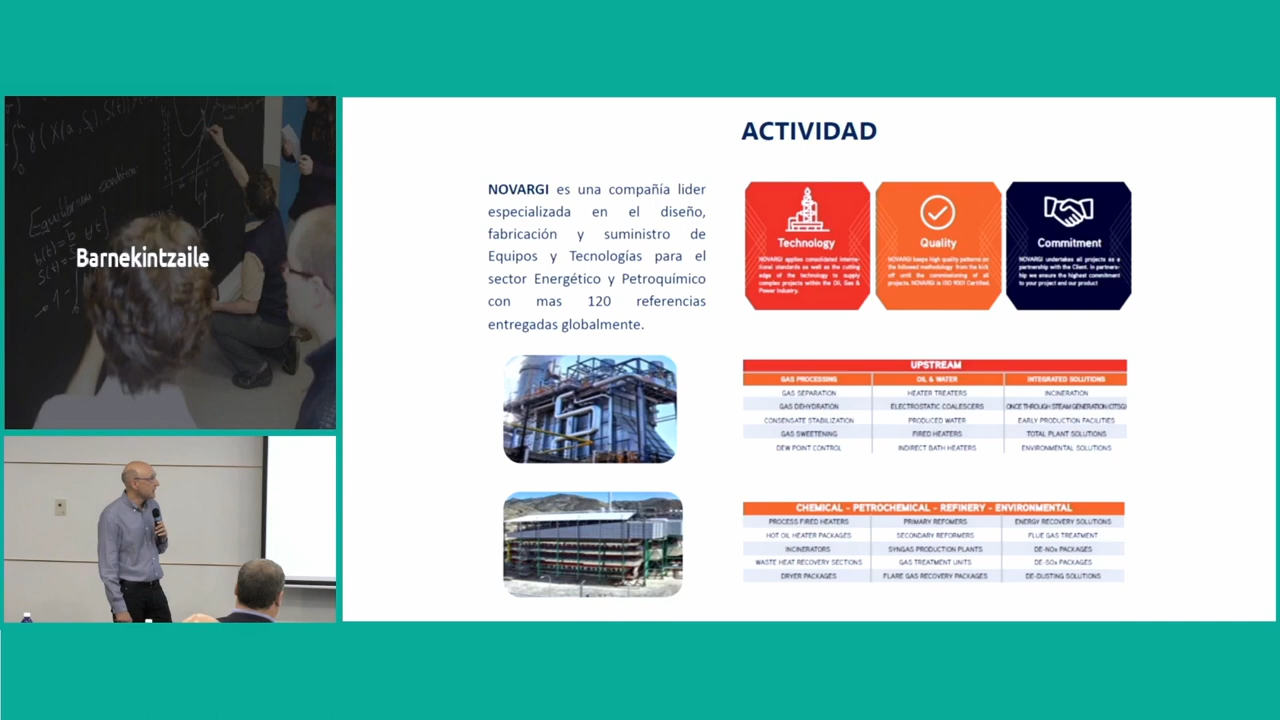 Equilibrium condition:
Barnekintzaile
ACTIVIDAD
NOVARGI es una compañía lider
especializada en el diseño,
fabricación y suministro de
Equipos y Tecnologías para el
sector Energético y Petroquímico
con mas 120 referencias
entregadas globalmente.
Technology
NOVARGI applies consolidated interna-
tional standards as well as the cutting
edge of the technology to supply
complex projects within the Oil, Gas &
Power Industry.
Quality
NOVARGI keeps high quality patterns on
the followed methodology from the kick
off until the commissioning of all
projects. NOVARGI is ISO 9001 Certified.
Commitment
NOVARGI undertakes all projects as a
partnership with the Client. In partners-
hip we ensure the highest commitment
to your project and our product
UPSTREAM
GAS PROCESSING OIL & WATER INTEGRATED SOLUTIONS
GAS SEPARATION HEATER TREATERS INCINERATION
GAS DEHYDRATION ELECTROSTATIC COALESCERS ONCE THROUGH STEAM GENERATION (OTSG)
CONSENSATE STABILIZATION PRODUCED WATER EARLY PRODUCTION FACILITIES
GAS SWEETENING FIRED HEATERS TOTAL PLANT SOLUTIONS
DEW POINT CONTROL INDIRECT BATH HEATERS ENVIRONMENTAL SOLUTIONS
CHEMICAL - PETROCHEMICAL - REFINERY - ENVIRONMENTAL
PROCESS FIRED HEATERS PRIMARY REFOMERS ENERGY RECOVERY SOLUTIONS
HOT OIL HEATER PACKAGES SECONDARY REFORMERS FLUE GAS TREATMENT
INCINERATORS SYNGAS PRODUCTION PLANTS DE-NOx PACKAGES
WASTE HEAT RECOVERY SECTIONS GAS TREATMENT UNITS DE-SOx PACKAGES
DRYER PACKAGES FLARE GAS RECOVERY PACKAGES DE-DUSTING SOLUTIONS